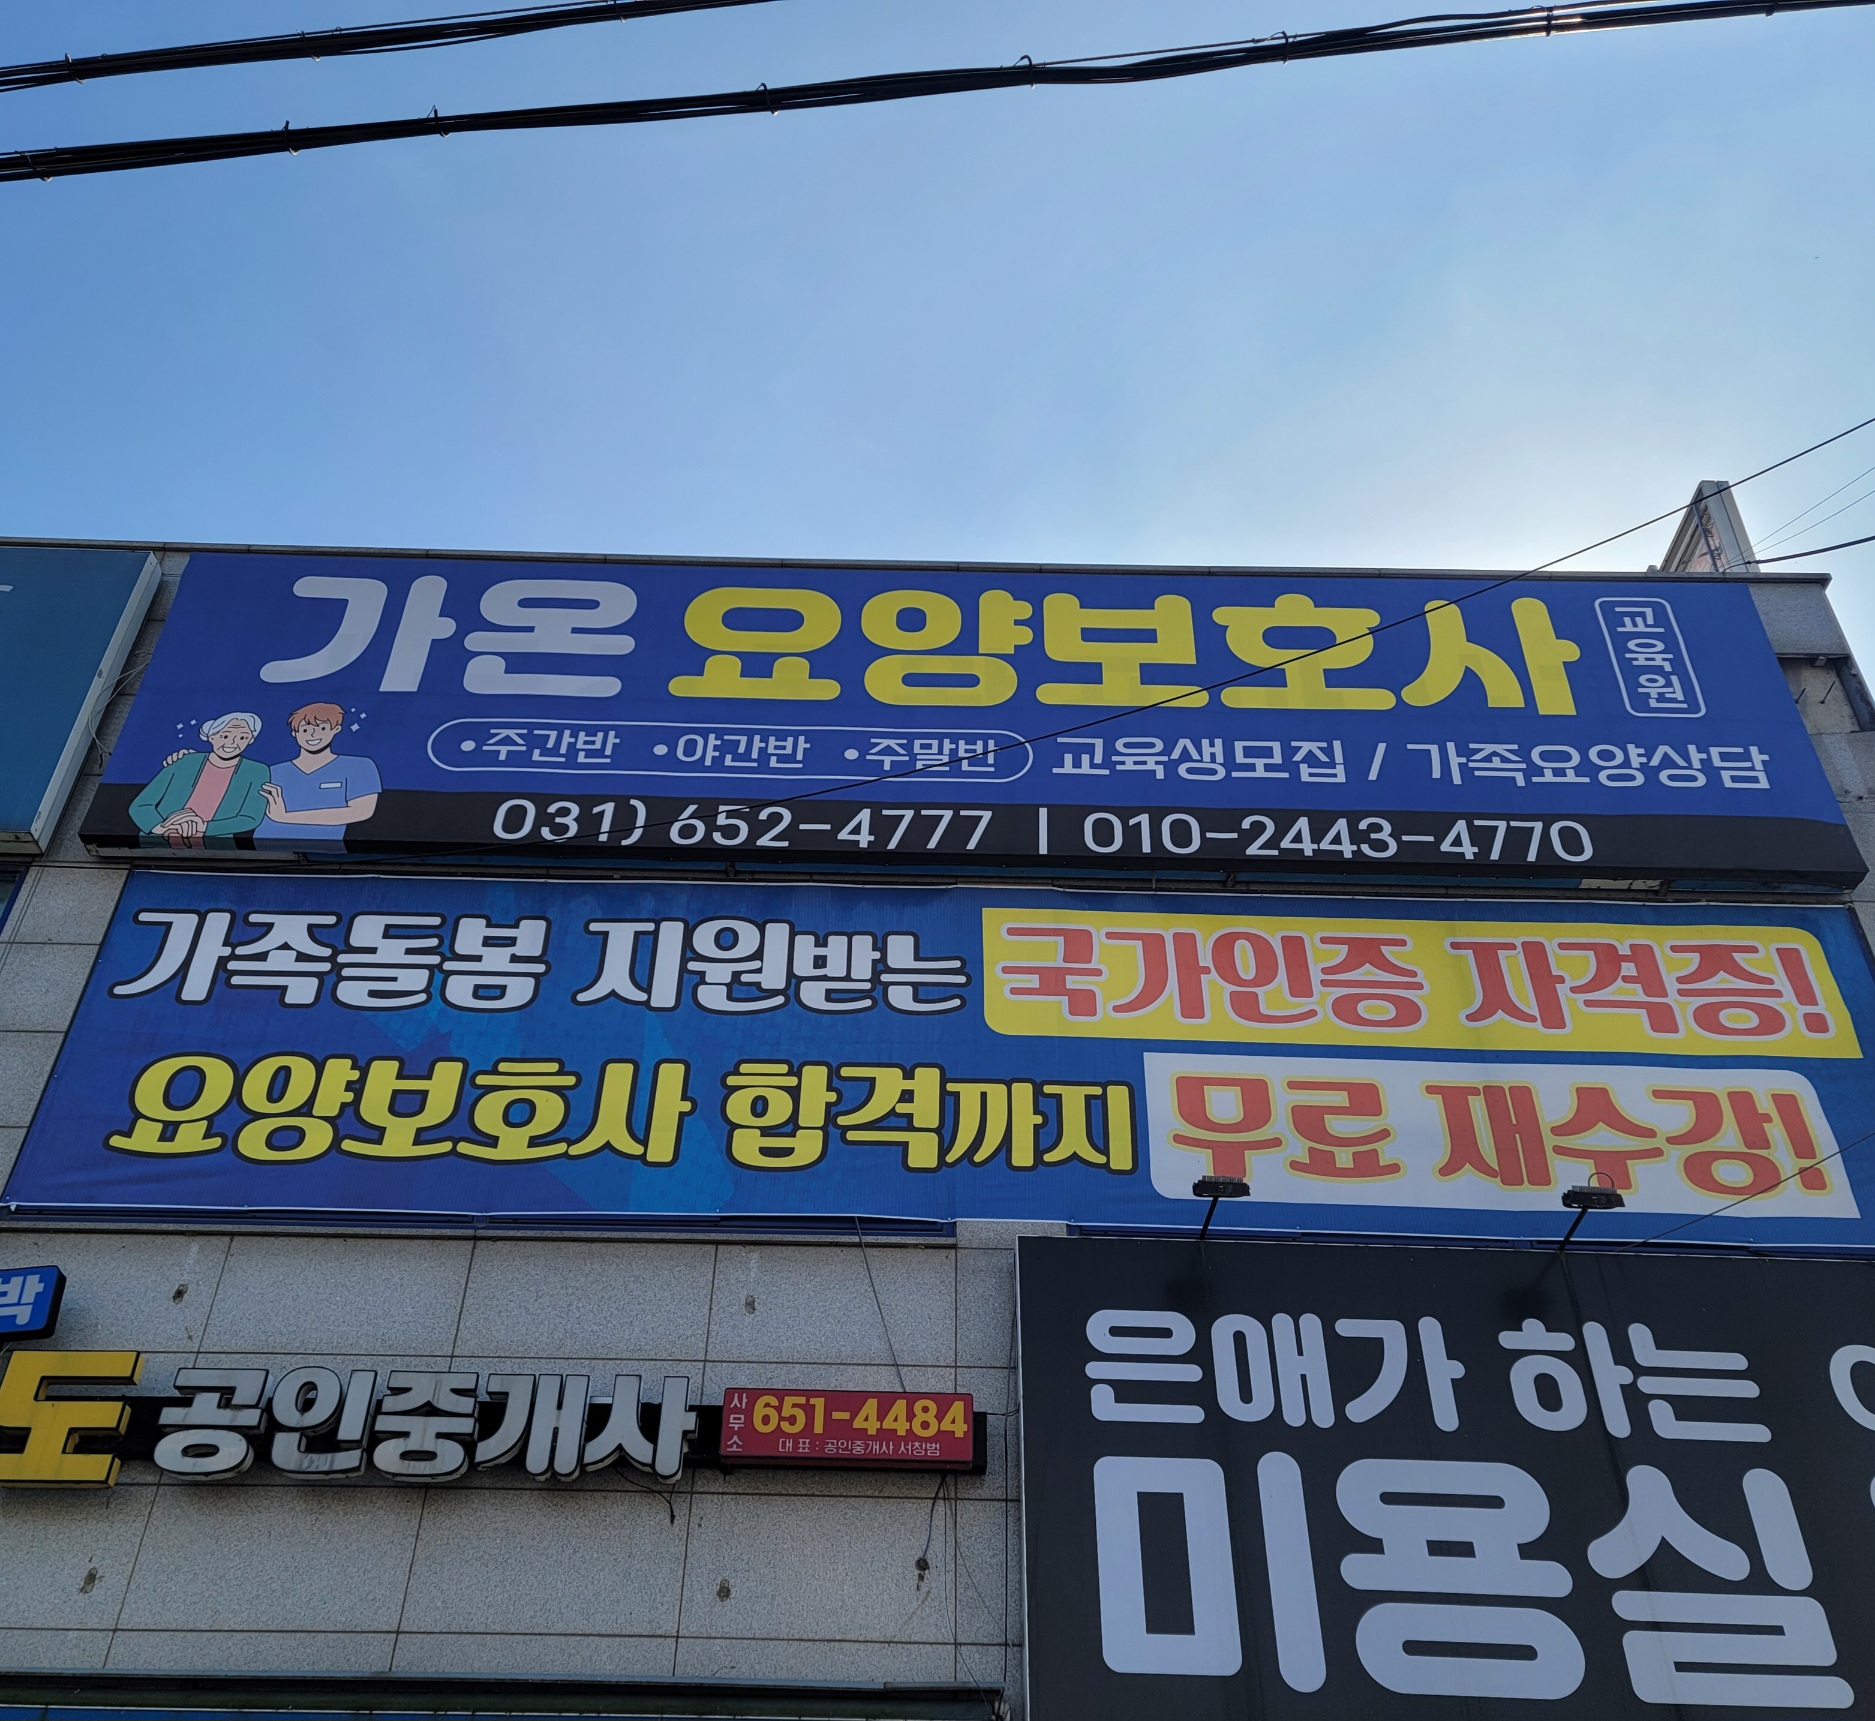 가온 요양보호사 교육원
•주간반 •야간반 •주말반 교육생모집 / 가족요양상담
031) 652-4777 | 010-2443-4770
가족돌봄 지원받는 국가인증 자격증!
요양보호사 합격까지 무료 재수강!
박
도 공인중개사 사무소 651-4484
대표 : 공인중개사 서창범
은애가 하는
미용실